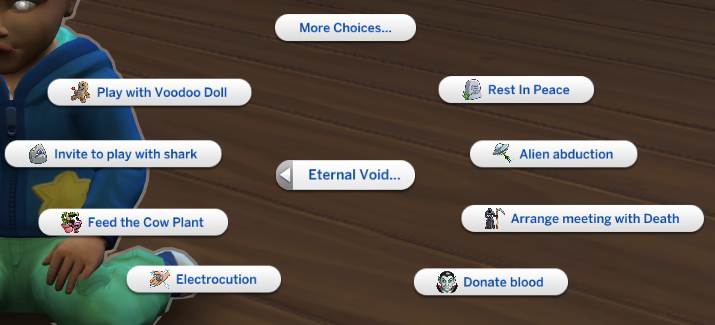 More Choices...
Play with Voodoo Doll
Rest In Peace
Invite to play with shark
Alien abduction
Eternal Void...
Feed the Cow Plant
Arrange meeting with Death
Electrocution
Donate blood